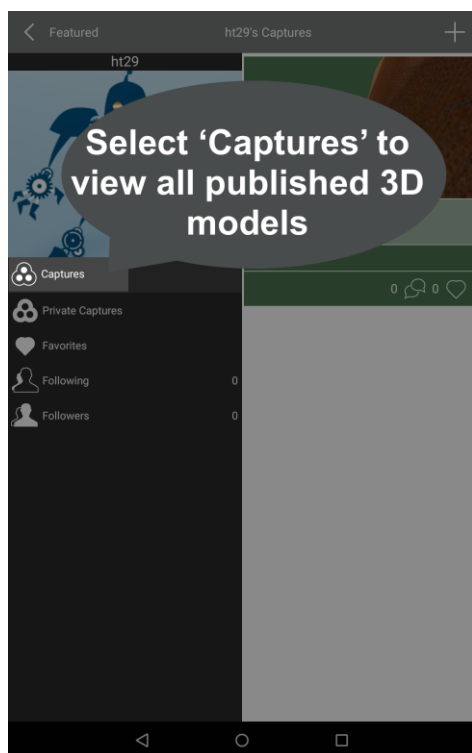 Featured
ht29's Captures
ht29
Select ‘Captures’ to
view all published 3D
models
Captures
0 0
Private Captures
Favorites
Following 0
Followers 0